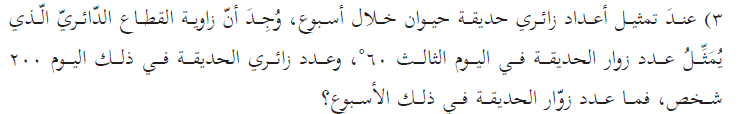 ٣) عندَ تمثيل أعداد زائري حديقة حيوان خلال أسبوع، وُجِدَ أنّ زاوية القطاع الدّائريّ الّذي
يُمَثِّلُ عدد زوار الحديقة في اليوم الثالث ٦٠°، وعدد زائري الحديقة في ذلك اليوم ٢٠٠
شخص، فما عدد زوّار الحديقة في ذلك الأسبوع؟